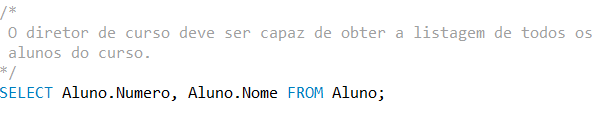 /*
O diretor de curso deve ser capaz de obter a listagem de todos os
alunos do curso.
*/
SELECT Aluno.Numero, Aluno.Nome FROM Aluno;